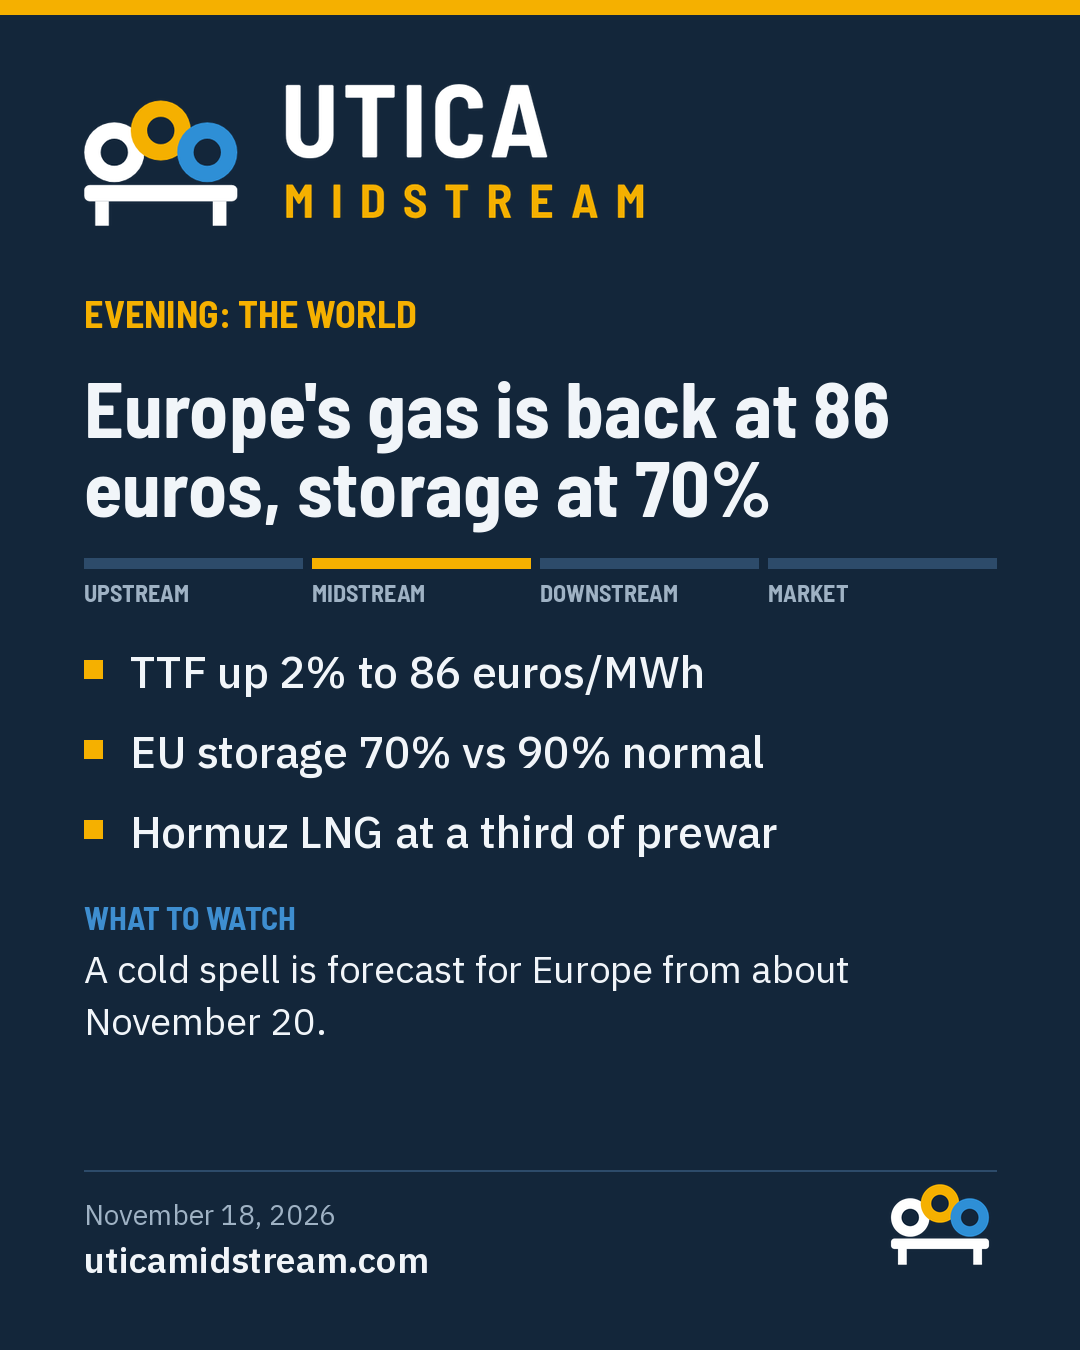 UTICA
MIDSTREAM
EVENING: THE WORLD
Europe's gas is back at 86
euros, storage at 70%
UPSTREAM MIDSTREAM DOWNSTREAM MARKET
TTF up 2% to 86 euros/MWh
EU storage 70% vs 90% normal
Hormuz LNG at a third of prewar
WHAT TO WATCH
A cold spell is forecast for Europe from about
November 20.
November 18, 2026
uticamidstream.com